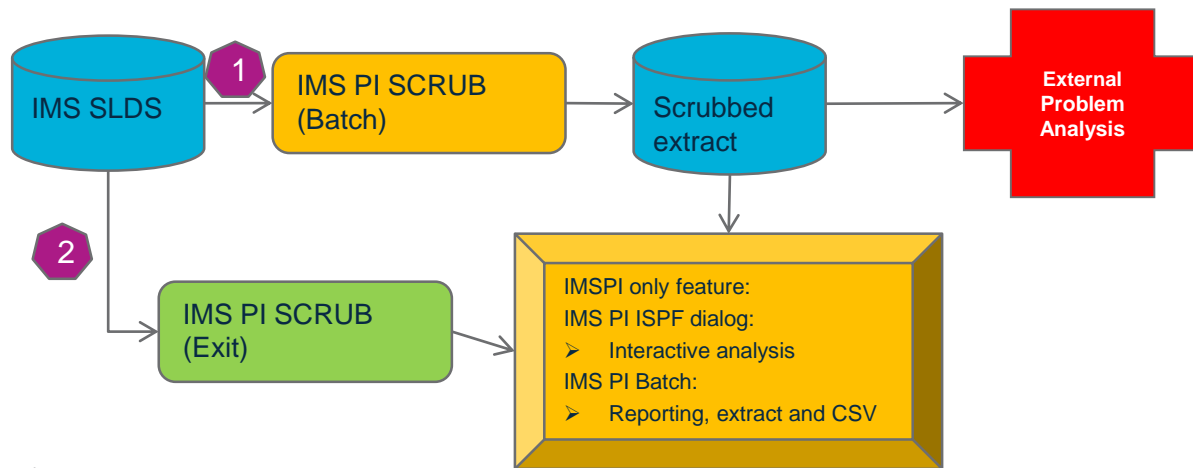 IMS SLDS
1
IMS PI SCRUB
(Batch)
Scrubbed
extract
External
Problem
Analysis
2
IMS PI SCRUB
(Exit)
IMSPI only feature:
IMS PI ISPF dialog:
➢ Interactive analysis
IMS PI Batch:
➢ Reporting, extract and CSV